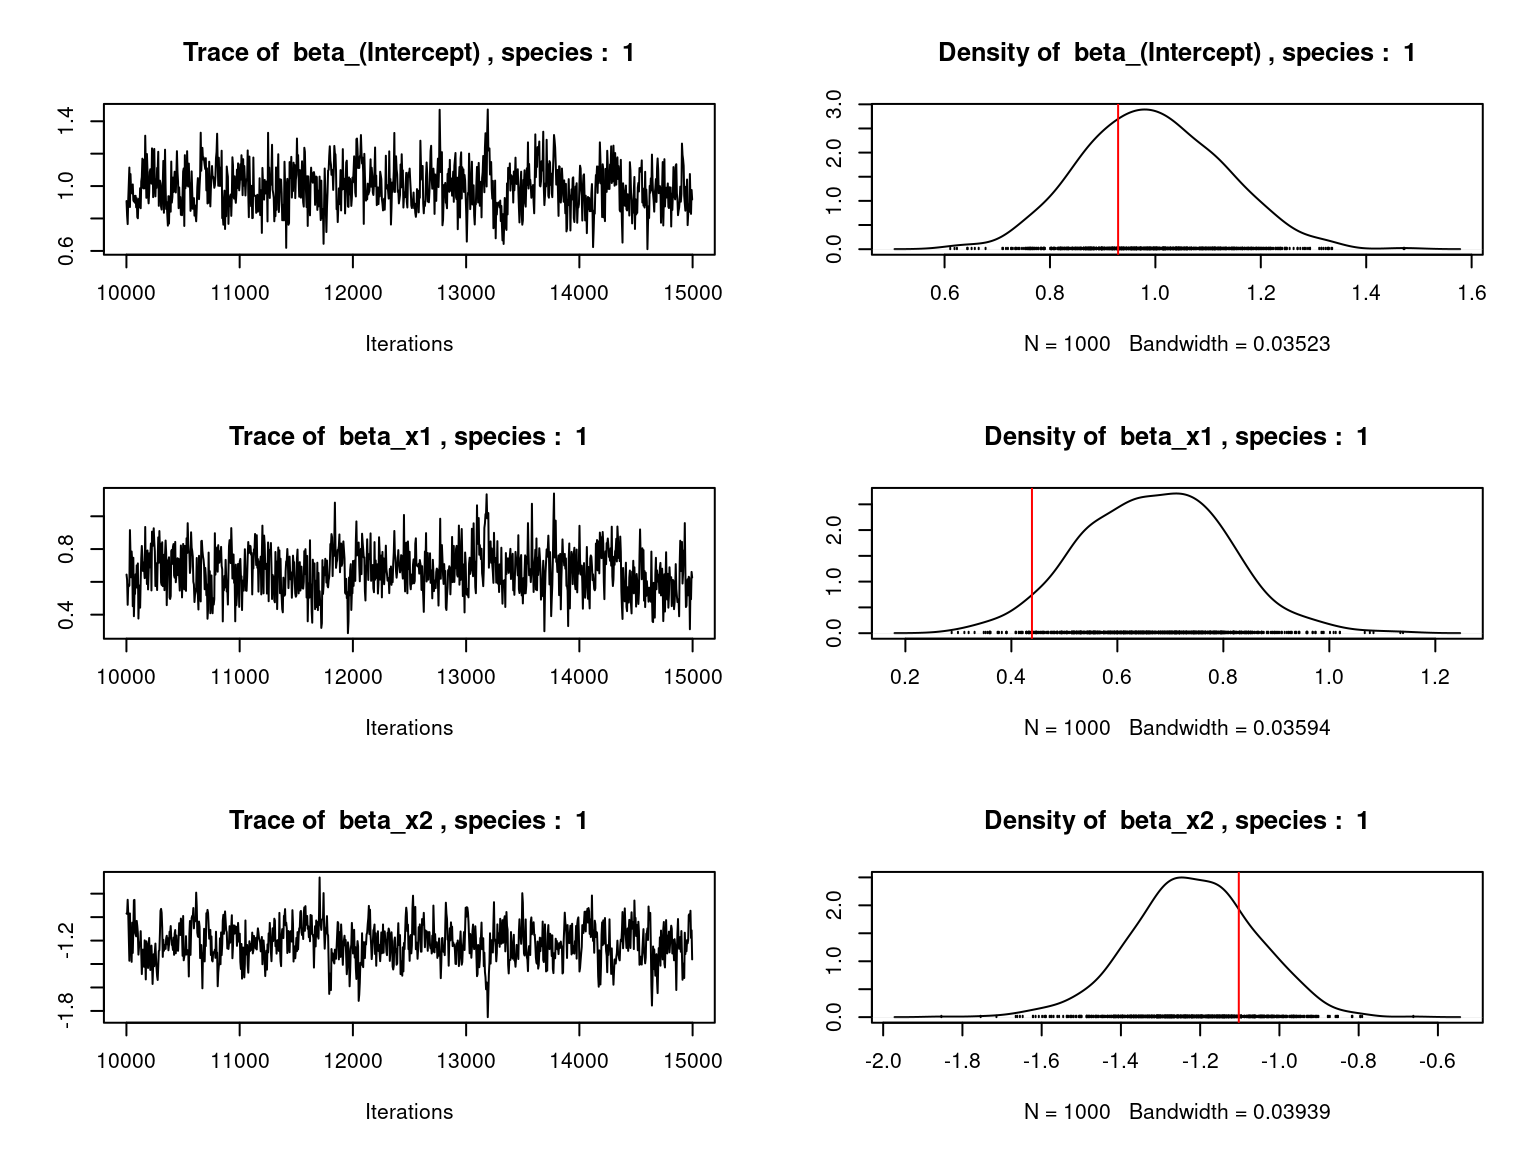 Trace of beta_(Intercept) , species : 1
1.4
1.0
0.6
10000 11000 12000 13000 14000 15000
Iterations
Density of beta_(Intercept) , species : 1
3.0
2.0
1.0
0.0
0.6 0.8 1.0 1.2 1.4 1.6
N = 1000 Bandwidth = 0.03523
Trace of beta_x1 , species : 1
0.8
0.4
10000 11000 12000 13000 14000 15000
Iterations
Density of beta_x1 , species : 1
2.0
1.0
0.0
0.2 0.4 0.6 0.8 1.0 1.2
N = 1000 Bandwidth = 0.03594
Trace of beta_x2 , species : 1
-1.2
-1.8
10000 11000 12000 13000 14000 15000
Iterations
Density of beta_x2 , species : 1
2.0
1.0
0.0
-2.0 -1.8 -1.6 -1.4 -1.2 -1.0 -0.8 -0.6
N = 1000 Bandwidth = 0.03939